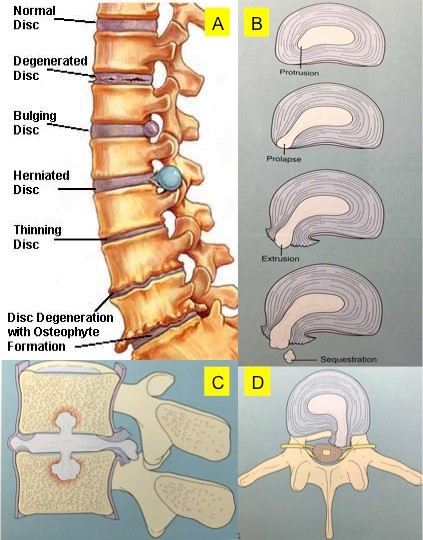 Normal
Disc
A
B
Degenerated
Disc
Protrusion
Bulging
Disc
Prolapse
Herniated
Disc
Thinning
Disc
Extrusion
Disc Degeneration
with Osteophyte
Formation
Sequestration
C
D